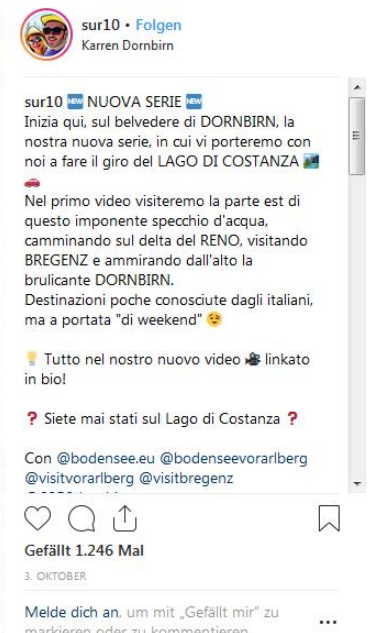 sur10 • Folgen
Karren Dornbirn
sur10 🆕 NUOVA SERIE 🆕
Inizia qui, sul belvedere di DORNBIRN, la
nostra nuova serie, in cui vi porteremo con
noi a fare il giro del LAGO DI COSTANZA 🏞️
🚗
Nel primo video visiteremo la parte est di
questo imponente specchio d'acqua,
camminando sul delta del RENO, visitando
BREGENZ e ammirando dall'alto la
brulicante DORNBIRN.
Destinazioni poche conosciute dagli italiani,
ma a portata "di weekend" 😉
💡 Tutto nel nostro nuovo video 🎥 linkato
in bio!
❓ Siete mai stati sul Lago di Costanza ❓
Con @bodensee.eu @bodenseevorarlberg
@visitvorarlberg @visitbregenz
Gefällt 1.246 Mal
3. OKTOBER
Melde dich an, um mit „Gefällt mir" zu
markieren oder zu kommentieren